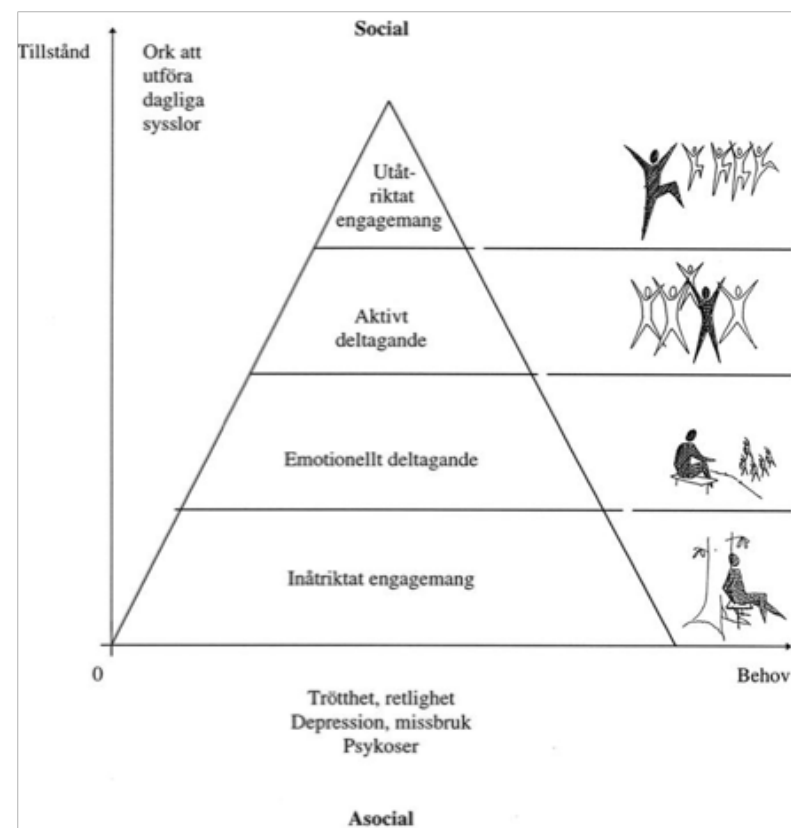 Social
Tillstånd
Ork att
utföra
dagliga
sysslor
Utåt-
riktat
engagemang
Aktivt
deltagande
Emotionellt deltagande
Inåtriktat engagemang
0
Behov
Trötthet, retlighet
Depression, missbruk
Psykoser
Asocial